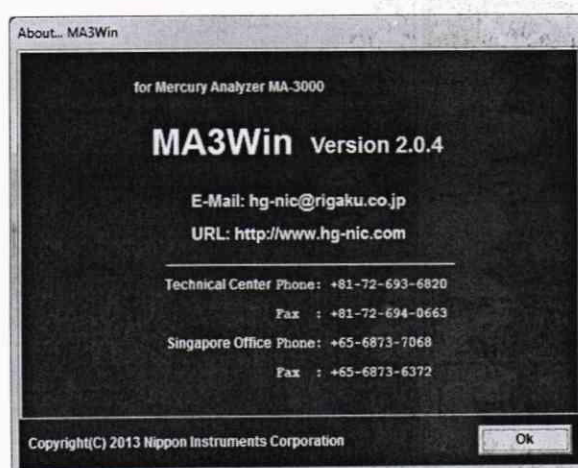 About... MA3Win
for Mercury Analyzer MA-3000
MA3Win Version 2.0.4
E-Mail: hg-nic@rigaku.co.jp
URL: http://www.hg-nic.com
Technical Center Phone: +81-72-693-6820
Fax : +81-72-694-0663
Singapore Office Phone: +65-6873-7068
Fax : +65-6873-6372
Copyright(C) 2013 Nippon Instruments Corporation
Ok